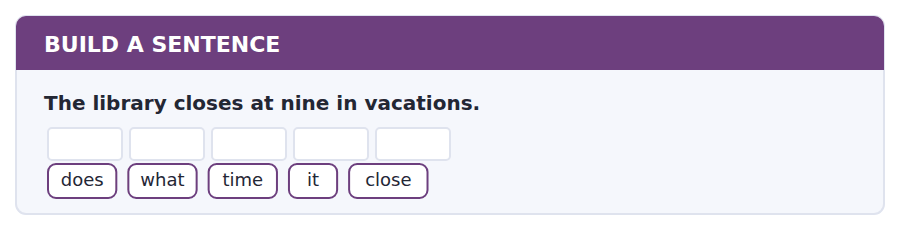 BUILD A SENTENCE
The library closes at nine in vacations.
does what time it close